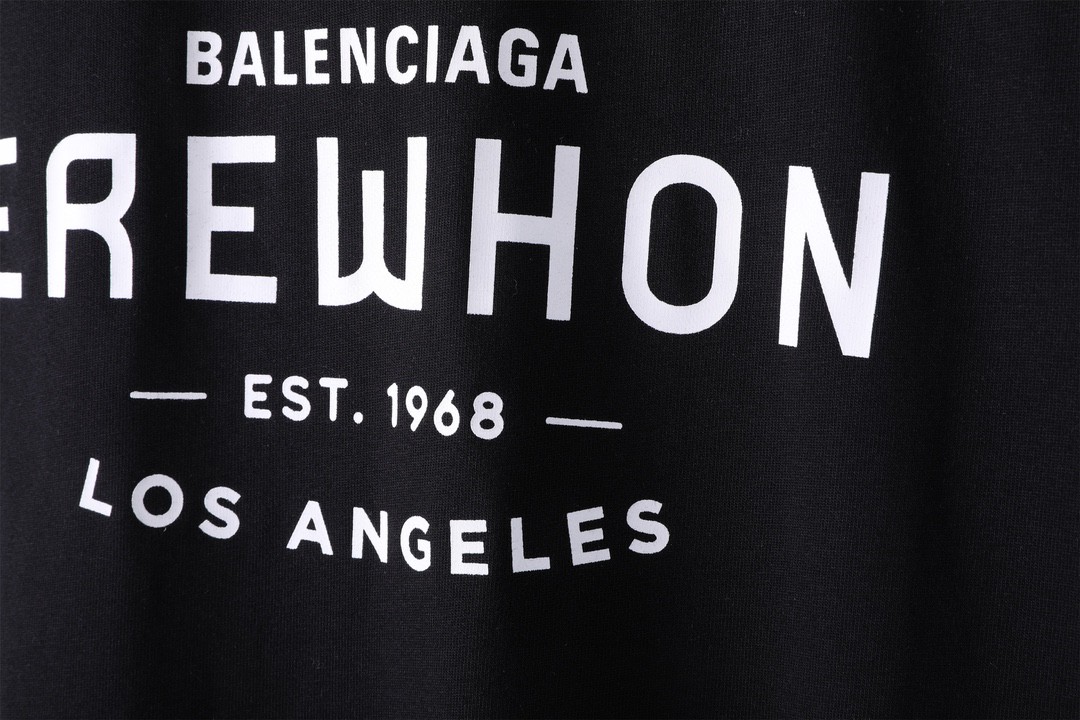 BALENCIAGA
EREWHON
— EST. 1968 —
LOS ANGELES